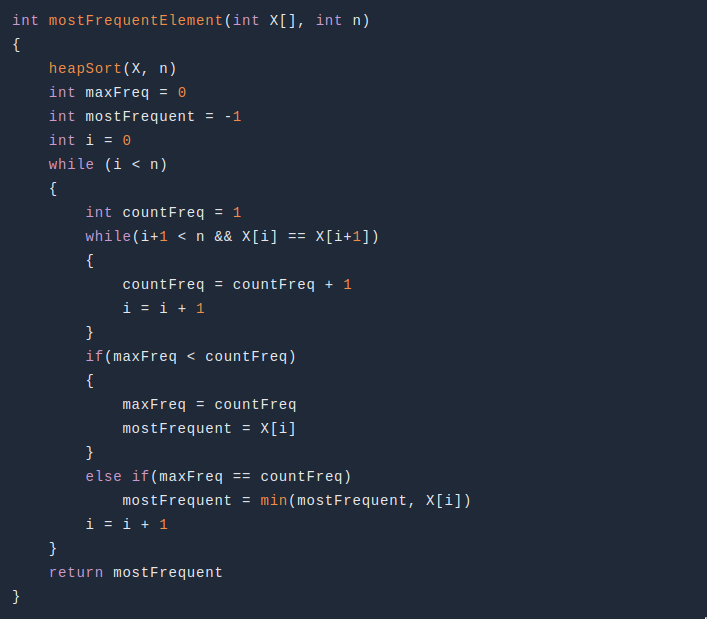 int mostFrequentElement(int X[], int n)
{
    heapSort(X, n)
    int maxFreq = 0
    int mostFrequent = -1
    int i = 0
    while (i < n)
    {
        int countFreq = 1
        while(i+1 < n && X[i] == X[i+1])
        {
            countFreq = countFreq + 1
            i = i + 1
        }
        if(maxFreq < countFreq)
        {
            maxFreq = countFreq
            mostFrequent = X[i]
        }
        else if(maxFreq == countFreq)
            mostFrequent = min(mostFrequent, X[i])
        i = i + 1
    }
    return mostFrequent
}